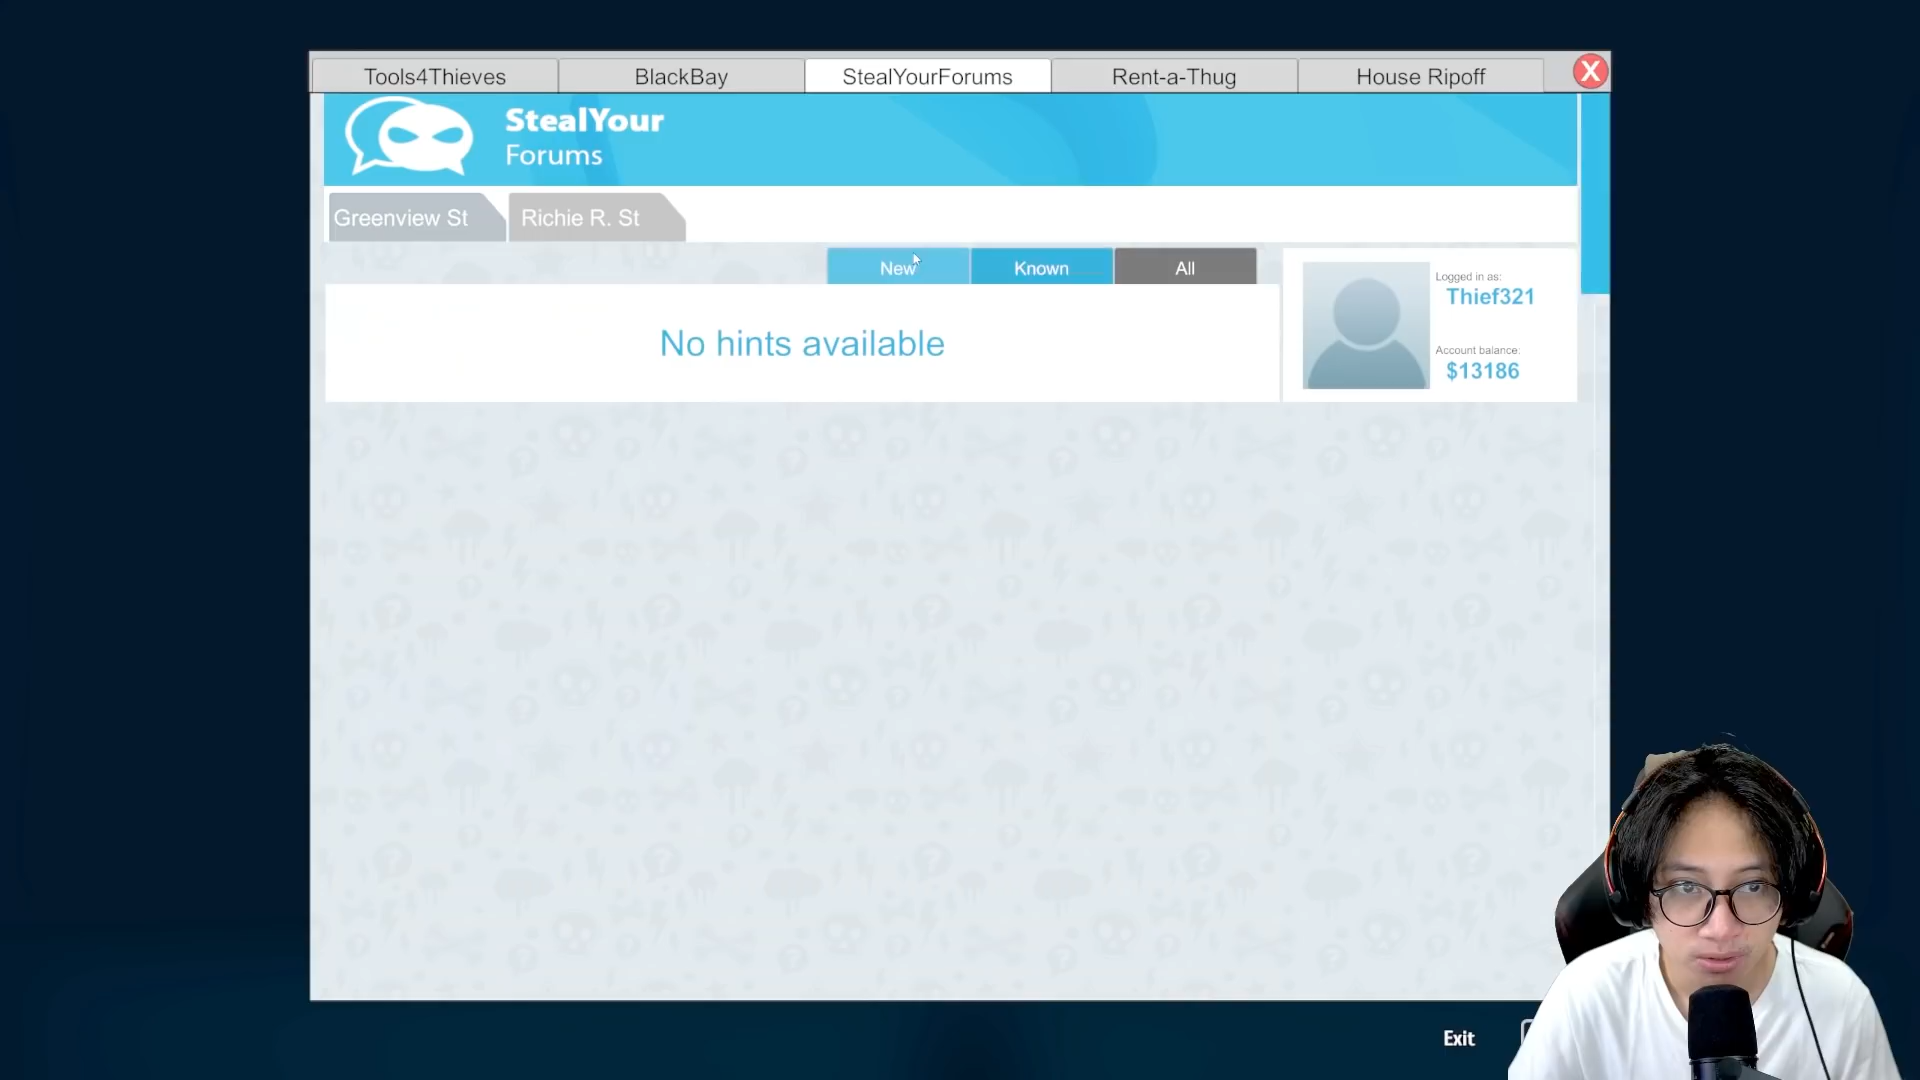 Tools4Thieves
BlackBay
StealYourForums
Rent-a-Thug
House Ripoff
X
StealYour
Forums
Greenview St
Richie R. St
New
Known
All
Logged in as:
Thief321
Account balance:
$13186
No hints available
Exit